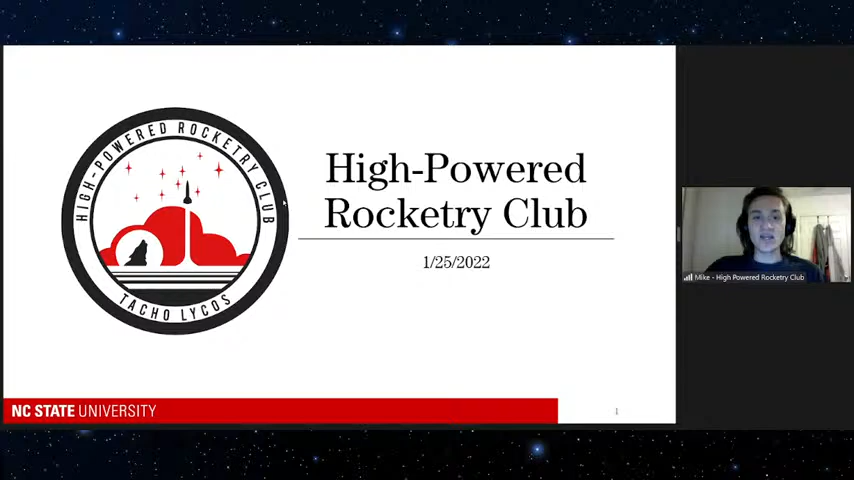 HIGH-POWERED ROCKETRY CLUB
TACHO LYCOS
High-Powered
Rocketry Club
1/25/2022
Mike - High Powered Rocketry Club
NC STATE UNIVERSITY
1